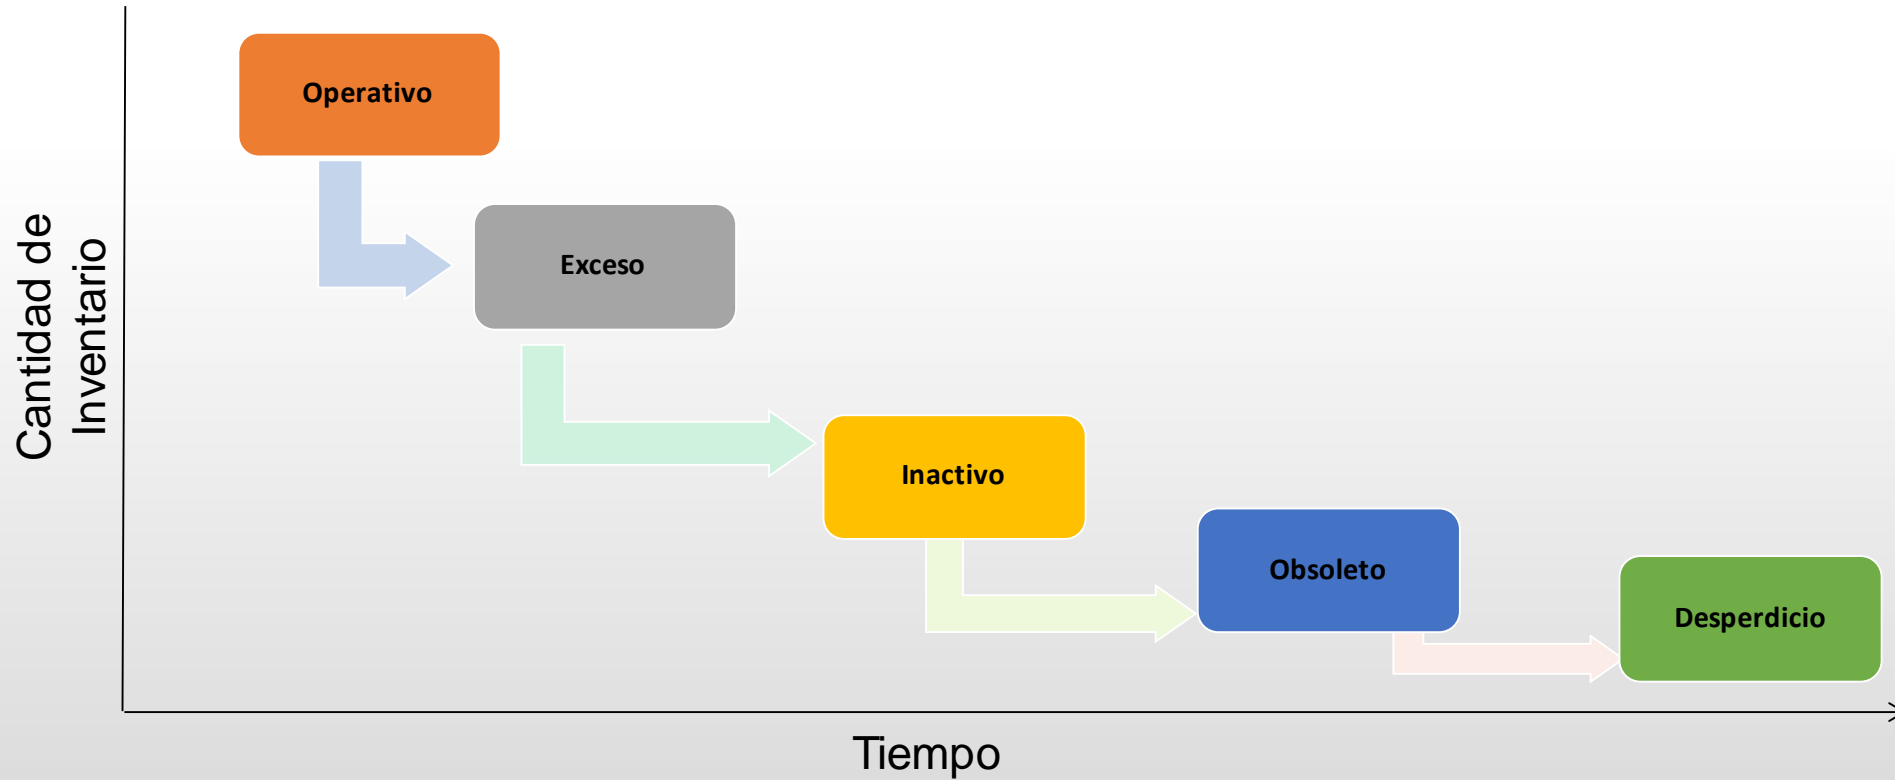 Operativo
Exceso
Cantidad de
Inventario
Inactivo
Obsoleto
Desperdicio
Tiempo